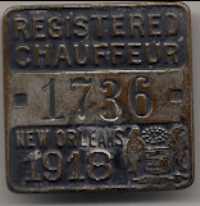 REGISTERED
CHAUFFEUR
1736
NEW ORLEANS
1918